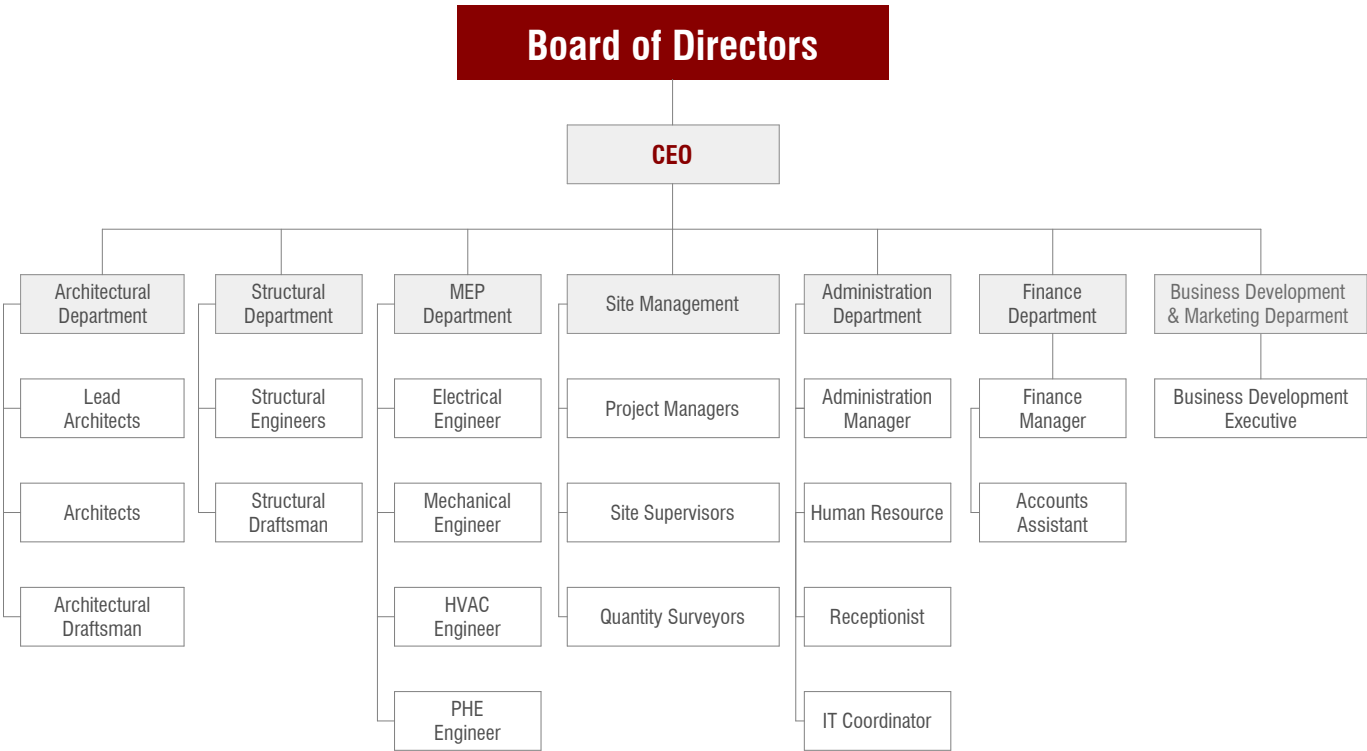 Board of Directors
CEO
Architectural
Department
Structural
Department
MEP
Department
Site Management
Administration
Department
Finance
Department
Business Development
& Marketing Deparment
Lead
Architects
Structural
Engineers
Electrical
Engineer
Project Managers
Administration
Manager
Finance
Manager
Business Development
Executive
Architects
Structural
Draftsman
Mechanical
Engineer
Site Supervisors
Human Resource
Accounts
Assistant
Architectural
Draftsman
HVAC
Engineer
Quantity Surveyors
Receptionist
PHE
Engineer
IT Coordinator